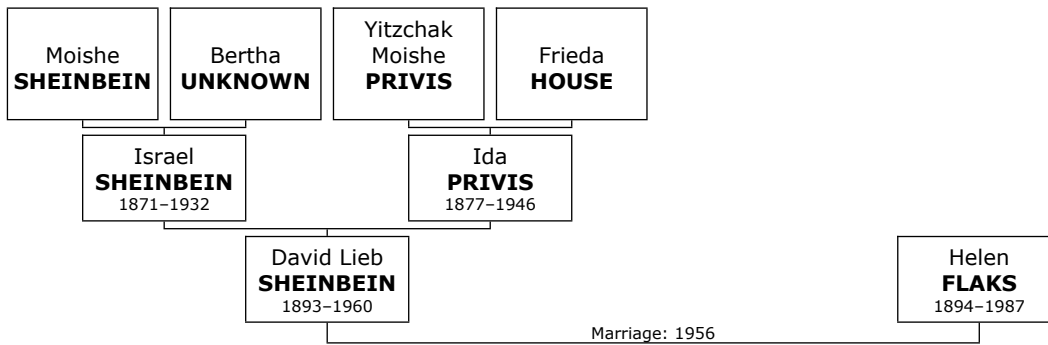 Moishe
SHEINBEIN
Bertha
UNKNOWN
Yitzchak
Moishe
PRIVIS
Frieda
HOUSE
Israel
SHEINBEIN
1871–1932
Ida
PRIVIS
1877–1946
David Lieb
SHEINBEIN
1893–1960
Helen
FLAKS
1894–1987
Marriage: 1956